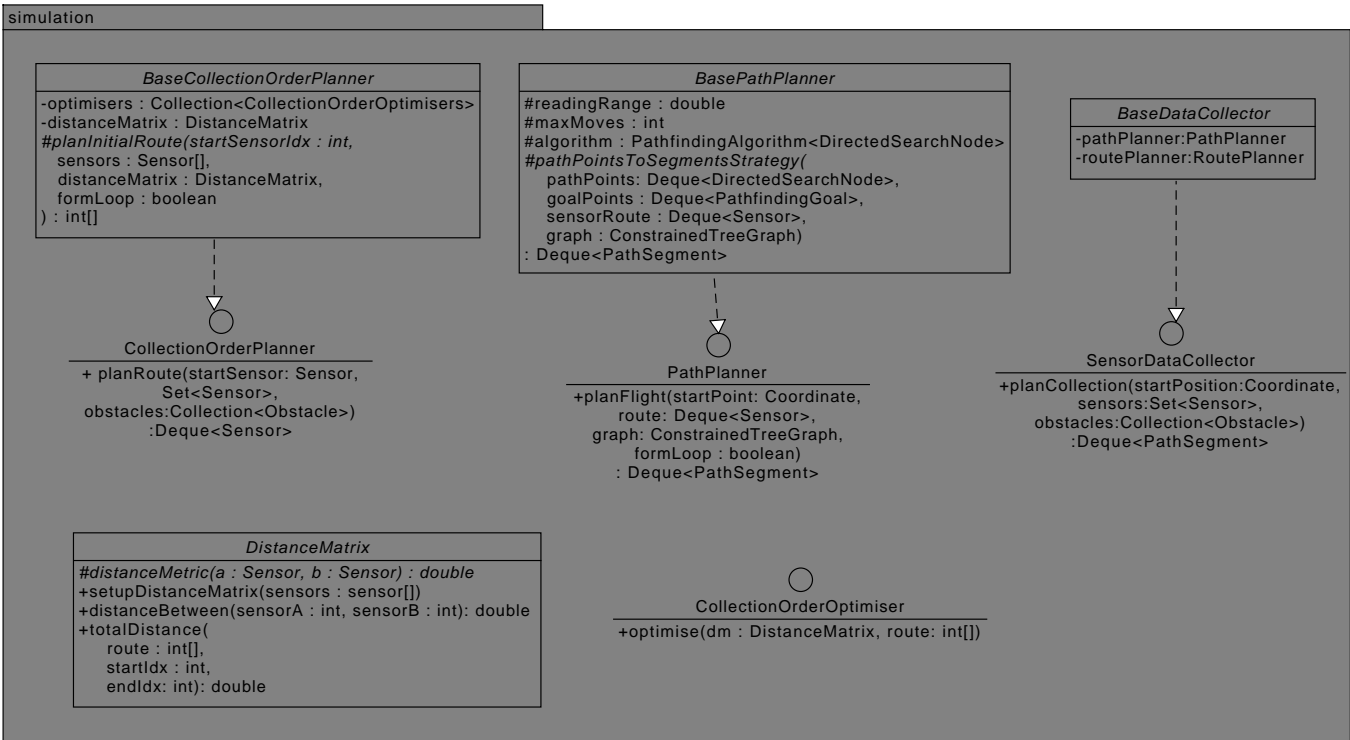 simulation
BaseCollectionOrderPlanner
-optimisers : Collection<CollectionOrderOptimisers>
-distanceMatrix : DistanceMatrix
#planInitialRoute(startSensorIdx : int,
sensors : Sensor[],
distanceMatrix : DistanceMatrix,
formLoop : boolean
) : int[]
BasePathPlanner
#readingRange : double
#maxMoves : int
#algorithm : PathfindingAlgorithm<DirectedSearchNode>
#pathPointsToSegmentsStrategy(
pathPoints: Deque<DirectedSearchNode>,
goalPoints : Deque<PathfindingGoal>,
sensorRoute : Deque<Sensor>,
graph : ConstrainedTreeGraph)
: Deque<PathSegment>
BaseDataCollector
-pathPlanner:PathPlanner
-routePlanner:RoutePlanner
CollectionOrderPlanner
+ planRoute(startSensor: Sensor,
Set<Sensor>,
obstacles:Collection<Obstacle>)
:Deque<Sensor>
PathPlanner
+planFlight(startPoint: Coordinate,
route: Deque<Sensor>,
graph: ConstrainedTreeGraph,
formLoop : boolean)
: Deque<PathSegment>
SensorDataCollector
+planCollection(startPosition:Coordinate,
sensors:Set<Sensor>,
obstacles:Collection<Obstacle>)
:Deque<PathSegment>
DistanceMatrix
#distanceMetric(a : Sensor, b : Sensor) : double
+setupDistanceMatrix(sensors : sensor[])
+distanceBetween(sensorA : int, sensorB : int): double
+totalDistance(
route : int[],
startIdx : int,
endIdx: int): double
CollectionOrderOptimiser
+optimise(dm : DistanceMatrix, route: int[])